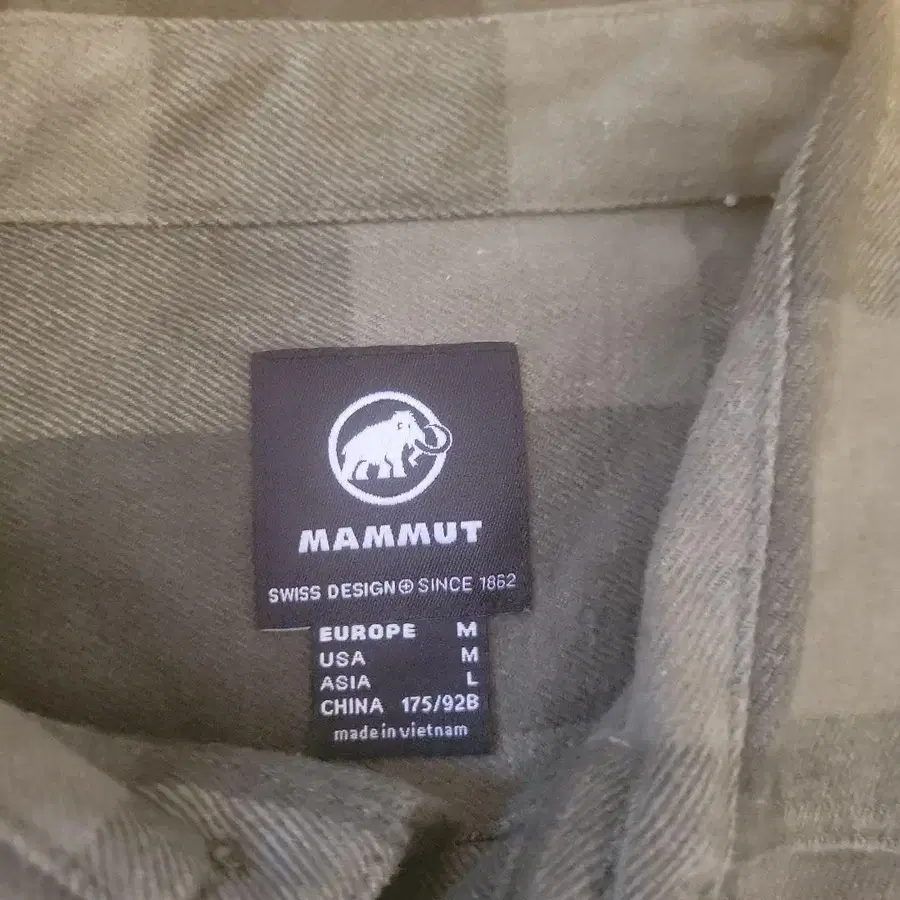 MAMMUT
SWISS DESIGN⊕SINCE 1862
EUROPE M
USA M
ASIA L
CHINA 175/92B
made in vietnam